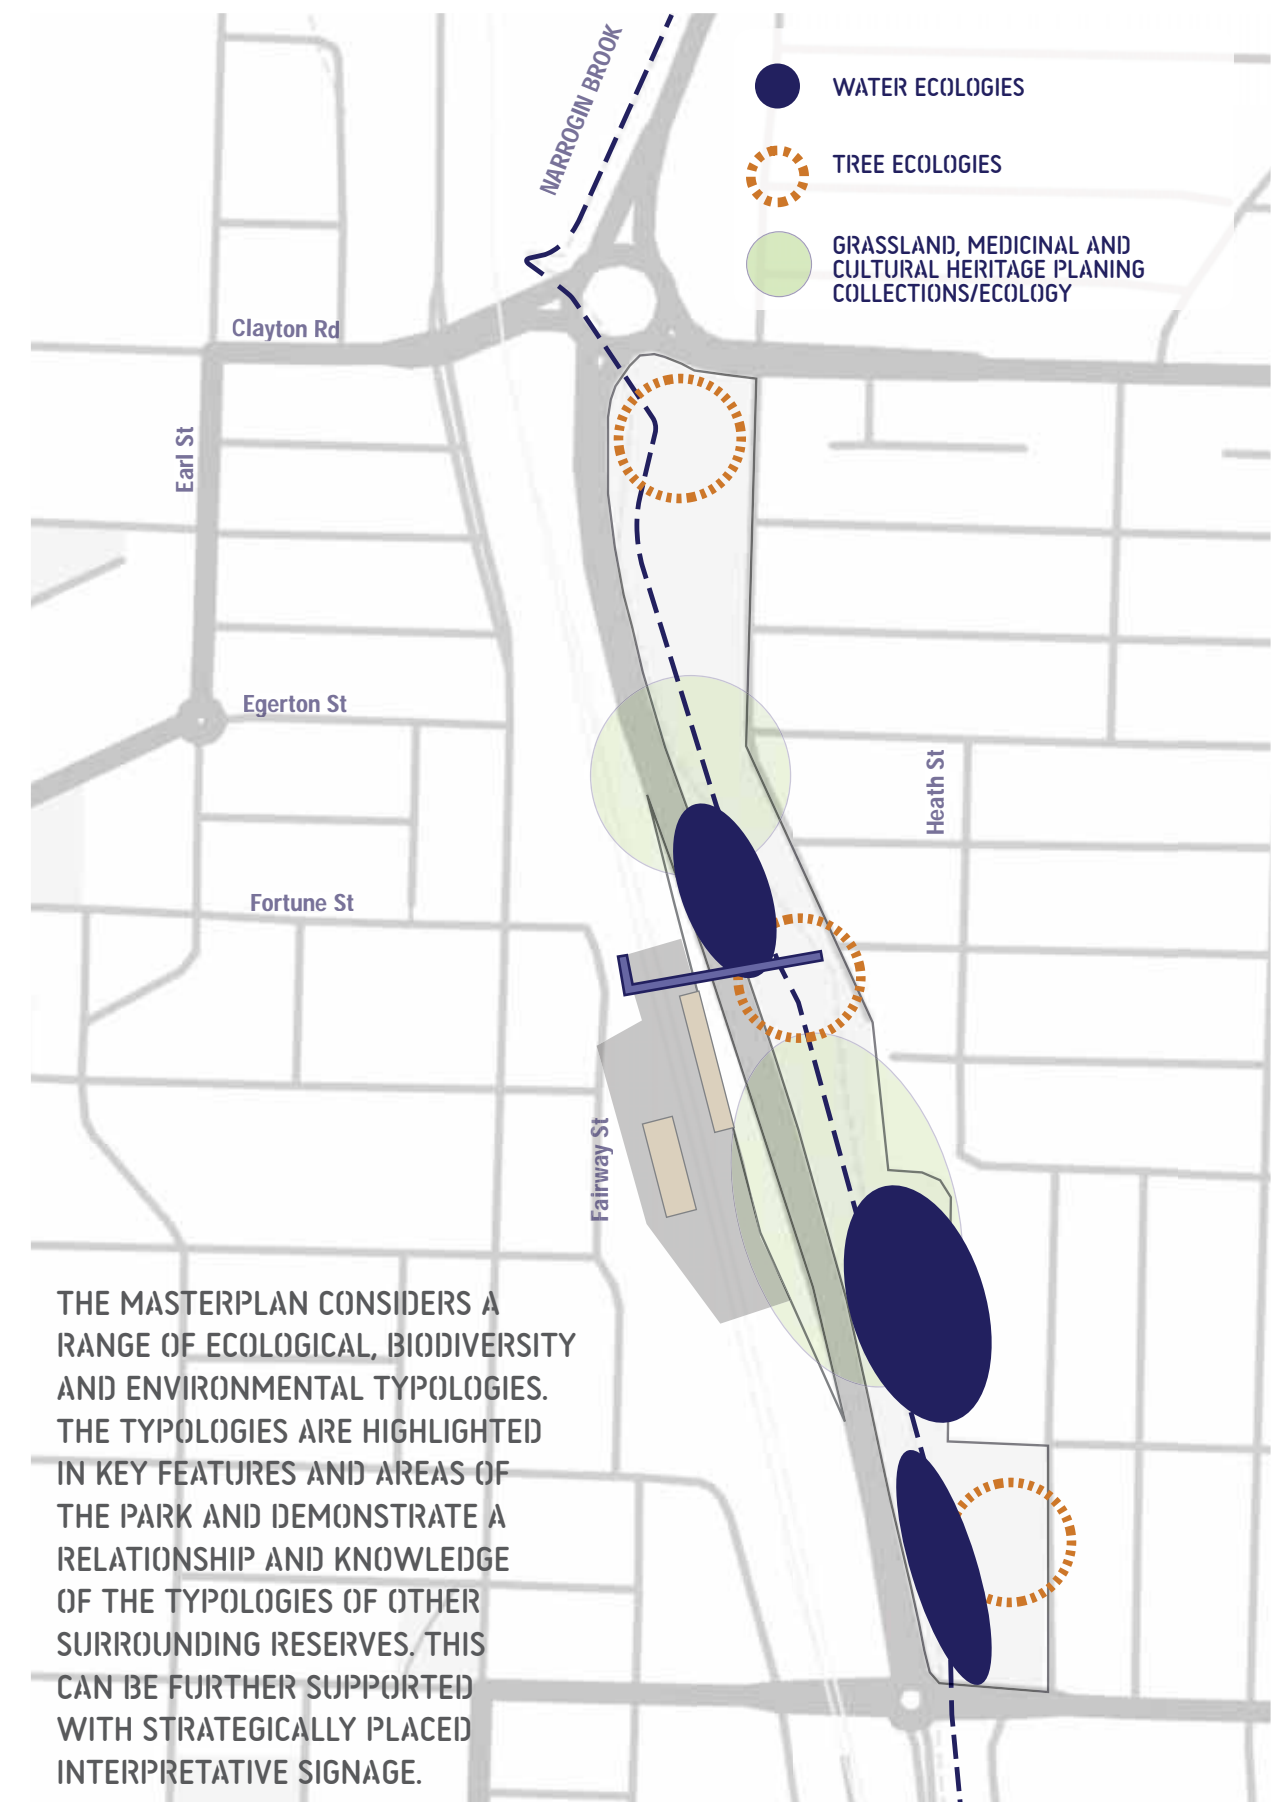 NARROGIN BROOK
WATER ECOLOGIES
TREE ECOLOGIES
GRASSLAND, MEDICINAL AND
CULTURAL HERITAGE PLANING
COLLECTIONS/ECOLOGY
Clayton Rd
Earl St
Egerton St
Heath St
Fortune St
Fairway St
THE MASTERPLAN CONSIDERS A
RANGE OF ECOLOGICAL, BIODIVERSITY
AND ENVIRONMENTAL TYPOLOGIES.
THE TYPOLOGIES ARE HIGHLIGHTED
IN KEY FEATURES AND AREAS OF
THE PARK AND DEMONSTRATE A
RELATIONSHIP AND KNOWLEDGE
OF THE TYPOLOGIES OF OTHER
SURROUNDING RESERVES. THIS
CAN BE FURTHER SUPPORTED
WITH STRATEGICALLY PLACED
INTERPRETATIVE SIGNAGE.